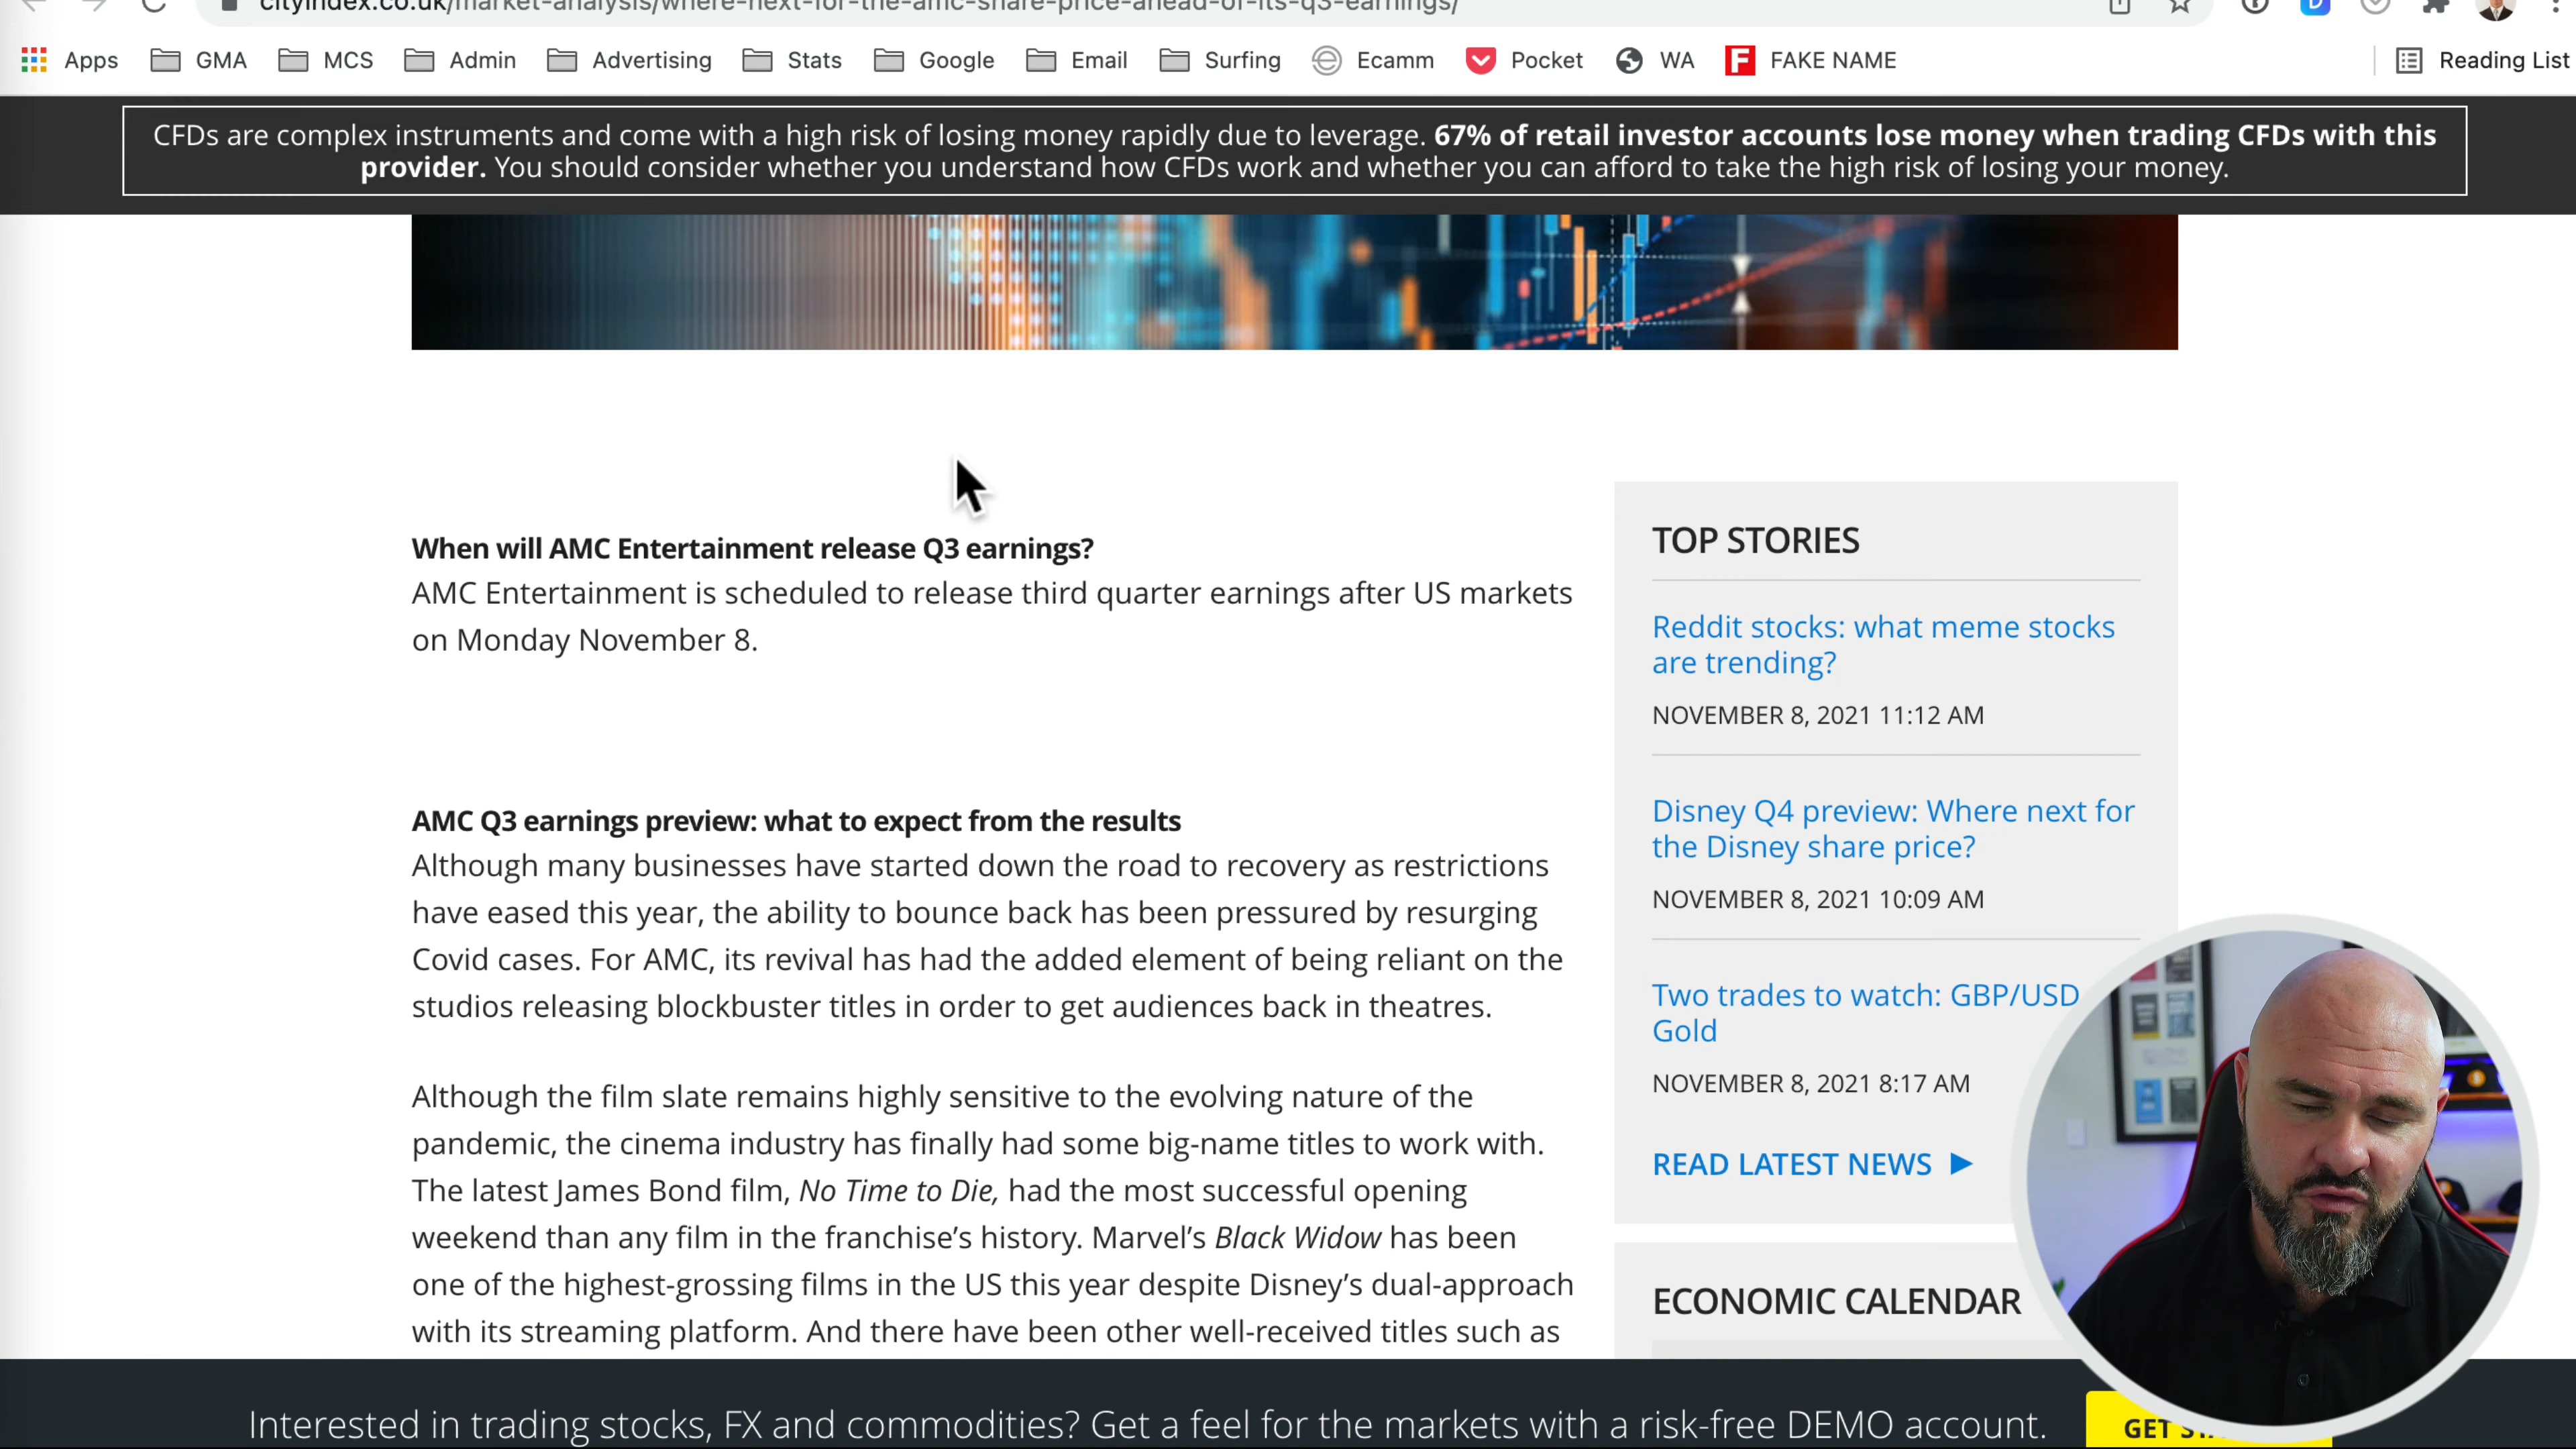 cityindex.co.uk/market-analysis/where-next-for-the-amc-share-price-ahead-of-its-q3-earnings/
Apps GMA MCS Admin Advertising Stats Google Email Surfing Ecamm Pocket WA FAKE NAME Reading List
CFDs are complex instruments and come with a high risk of losing money rapidly due to leverage. 67% of retail investor accounts lose money when trading CFDs with this
provider. You should consider whether you understand how CFDs work and whether you can afford to take the high risk of losing your money.
When will AMC Entertainment release Q3 earnings?
AMC Entertainment is scheduled to release third quarter earnings after US markets
on Monday November 8.
AMC Q3 earnings preview: what to expect from the results
Although many businesses have started down the road to recovery as restrictions
have eased this year, the ability to bounce back has been pressured by resurging
Covid cases. For AMC, its revival has had the added element of being reliant on the
studios releasing blockbuster titles in order to get audiences back in theatres.
Although the film slate remains highly sensitive to the evolving nature of the
pandemic, the cinema industry has finally had some big-name titles to work with.
The latest James Bond film, No Time to Die, had the most successful opening
weekend than any film in the franchise's history. Marvel's Black Widow has been
one of the highest-grossing films in the US this year despite Disney's dual-approach
with its streaming platform. And there have been other well-received titles such as
TOP STORIES
Reddit stocks: what meme stocks
are trending?
NOVEMBER 8, 2021 11:12 AM
Disney Q4 preview: Where next for
the Disney share price?
NOVEMBER 8, 2021 10:09 AM
Two trades to watch: GBP/USD
Gold
NOVEMBER 8, 2021 8:17 AM
READ LATEST NEWS
ECONOMIC CALENDAR
Interested in trading stocks, FX and commodities? Get a feel for the markets with a risk-free DEMO account.
GET